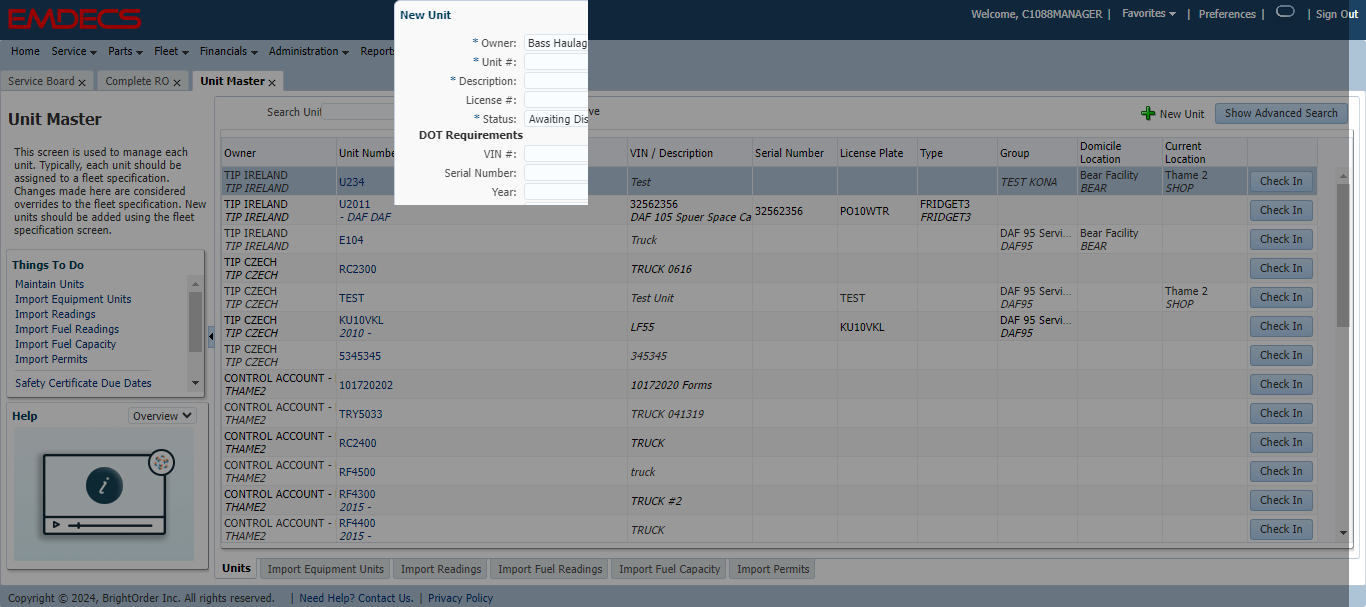 EMDECS
Welcome, C1088MANAGER | Favorites | Preferences | | Sign Out
Home Service Parts Fleet Financials Administration
Service Board x Complete RO x Unit Master x
New Unit
* Owner: Bass Haulag
* Unit #:
* Description:
License #:
* Status: Awaiting Dis
DOT Requirements
VIN #:
Serial Number:
Year:
Unit Master
This screen is used to manage each
unit. Typically, each unit should be
assigned to a fleet specification.
Changes made here are considered
overrides to the fleet specification. New
units should be added using the fleet
specification screen.
Things To Do
Maintain Units
Import Equipment Units
Import Readings
Import Fuel Readings
Import Fuel Capacity
Import Permits
Safety Certificate Due Dates
Help Overview
Search Unit New Unit Show Advanced Search
Owner Unit Numbe VIN / Description Serial Number License Plate Type Group Domicile Location Current Location
TIP IRELAND U234 Bear Facility Thame 2 Check In
TIP IRELAND Test TEST KONA BEAR SHOP
TIP IRELAND U2011 32562356 32562356 PO10WTR FRIDGET3 Check In
TIP IRELAND - DAF DAF DAF 105 Spuer Space Ca FRIDGET3
TIP IRELAND E104 DAF 95 Servi... Bear Facility Check In
TIP IRELAND Truck DAF95 BEAR
TIP CZECH RC2300 Check In
TIP CZECH TRUCK 0616
TIP CZECH TEST TEST DAF 95 Servi... Thame 2 Check In
TIP CZECH Test Unit DAF95 SHOP
TIP CZECH KU10VKL KU10VKL DAF 95 Servi... Check In
TIP CZECH 2010 - LF55 DAF95
TIP CZECH 5345345 Check In
TIP CZECH 345345
CONTROL ACCOUNT - 101720202 Check In
THAME2 10172020 Forms
CONTROL ACCOUNT - TRY5033 Check In
THAME2 TRUCK 041319
CONTROL ACCOUNT - RC2400 Check In
THAME2 TRUCK
CONTROL ACCOUNT - RF4500 Check In
THAME2 truck
CONTROL ACCOUNT - RF4300 Check In
THAME2 2015 - TRUCK #2
CONTROL ACCOUNT - RF4400 Check In
THAME2 2015 - TRUCK
Units Import Equipment Units Import Readings Import Fuel Readings Import Fuel Capacity Import Permits
Copyright © 2024, BrightOrder Inc. All rights reserved. | Need Help? Contact Us. | Privacy Policy